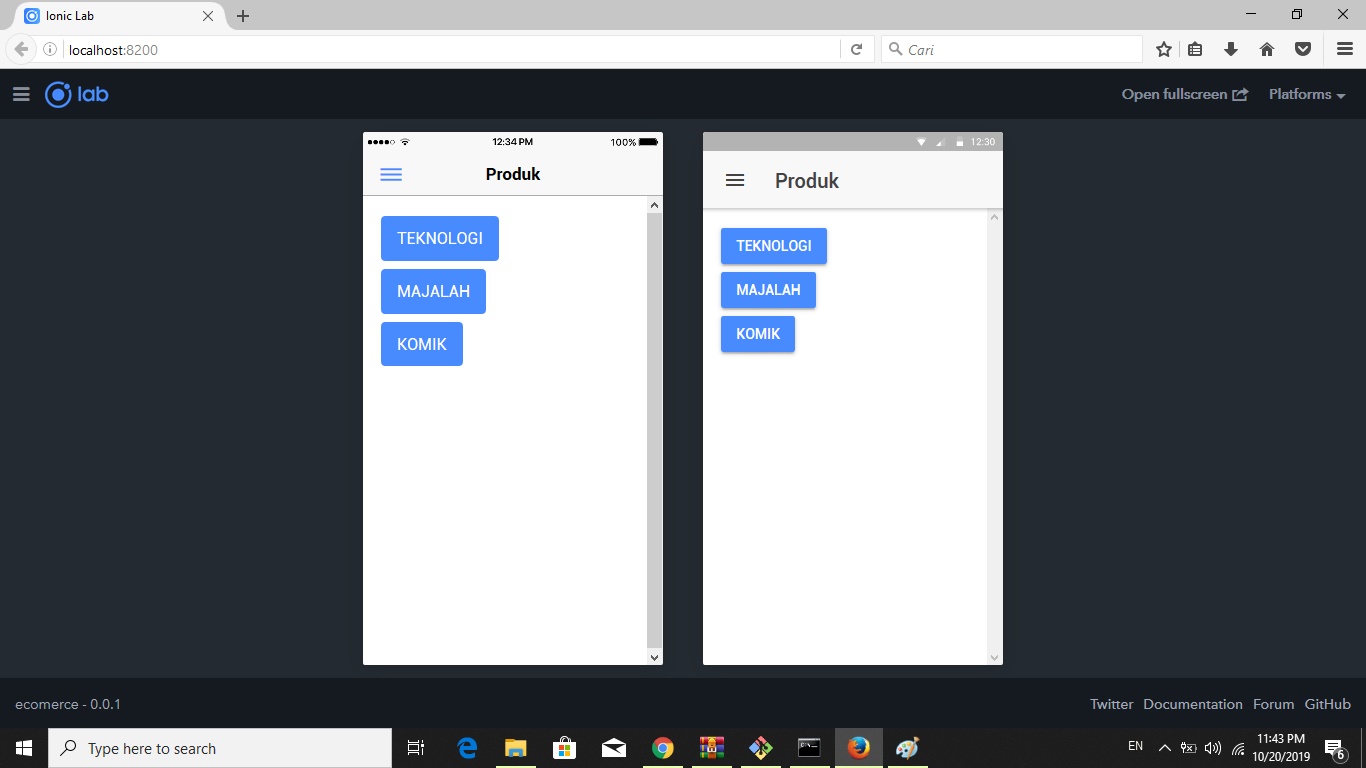 Ionic Lab
localhost:8200
Cari
lab
Open fullscreen
Platforms
12:34 PM
100%
Produk
TEKNOLOGI
MAJALAH
KOMIK
12:30
Produk
TEKNOLOGI
MAJALAH
KOMIK
ecomerce - 0.0.1
Twitter Documentation Forum GitHub
Type here to search
EN
11:43 PM
10/20/2019
6